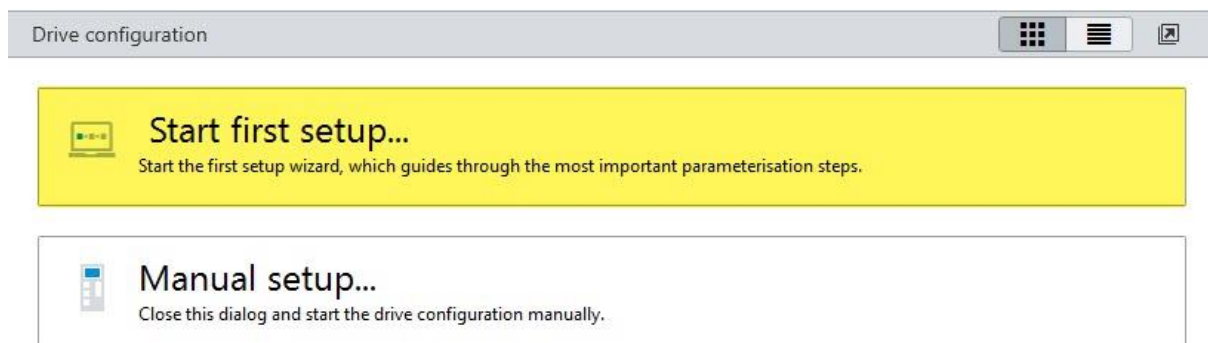 Drive configuration
Start first setup...
Start the first setup wizard, which guides through the most important parameterisation steps.
Manual setup...
Close this dialog and start the drive configuration manually.